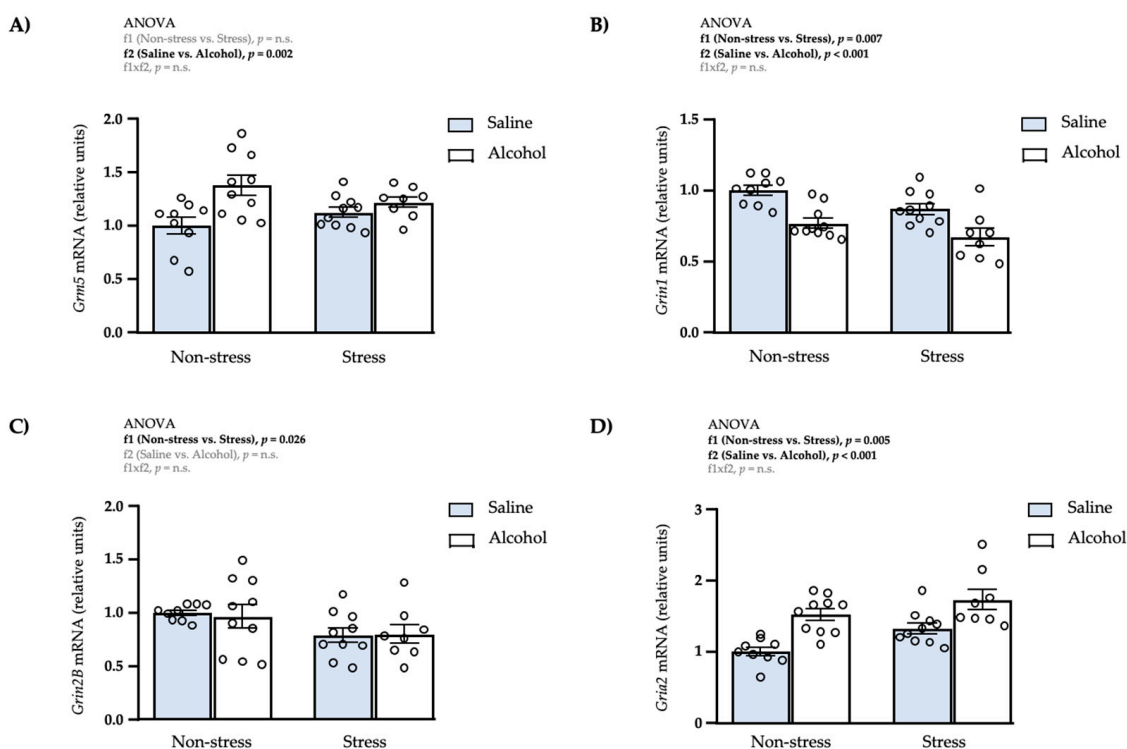 A)
ANOVA
f1 (Non-stress vs. Stress), p = n.s.
f2 (Saline vs. Alcohol), p = 0.002
f1xf2, p = n.s.
Grm5 mRNA (relative units)
2.0
1.5
1.0
0.5
0.0
Non-stress
Stress
Saline
Alcohol
B)
ANOVA
f1 (Non-stress vs. Stress), p = 0.007
f2 (Saline vs. Alcohol), p < 0.001
f1xf2, p = n.s.
Grin1 mRNA (relative units)
1.5
1.0
0.5
0.0
Non-stress
Stress
Saline
Alcohol
C)
ANOVA
f1 (Non-stress vs. Stress), p = 0.026
f2 (Saline vs. Alcohol), p = n.s.
f1xf2, p = n.s.
Grin2B mRNA (relative units)
2.0
1.5
1.0
0.5
0.0
Non-stress
Stress
Saline
Alcohol
D)
ANOVA
f1 (Non-stress vs. Stress), p = 0.005
f2 (Saline vs. Alcohol), p < 0.001
f1xf2, p = n.s.
Gria2 mRNA (relative units)
3
2
1
0
Non-stress
Stress
Saline
Alcohol